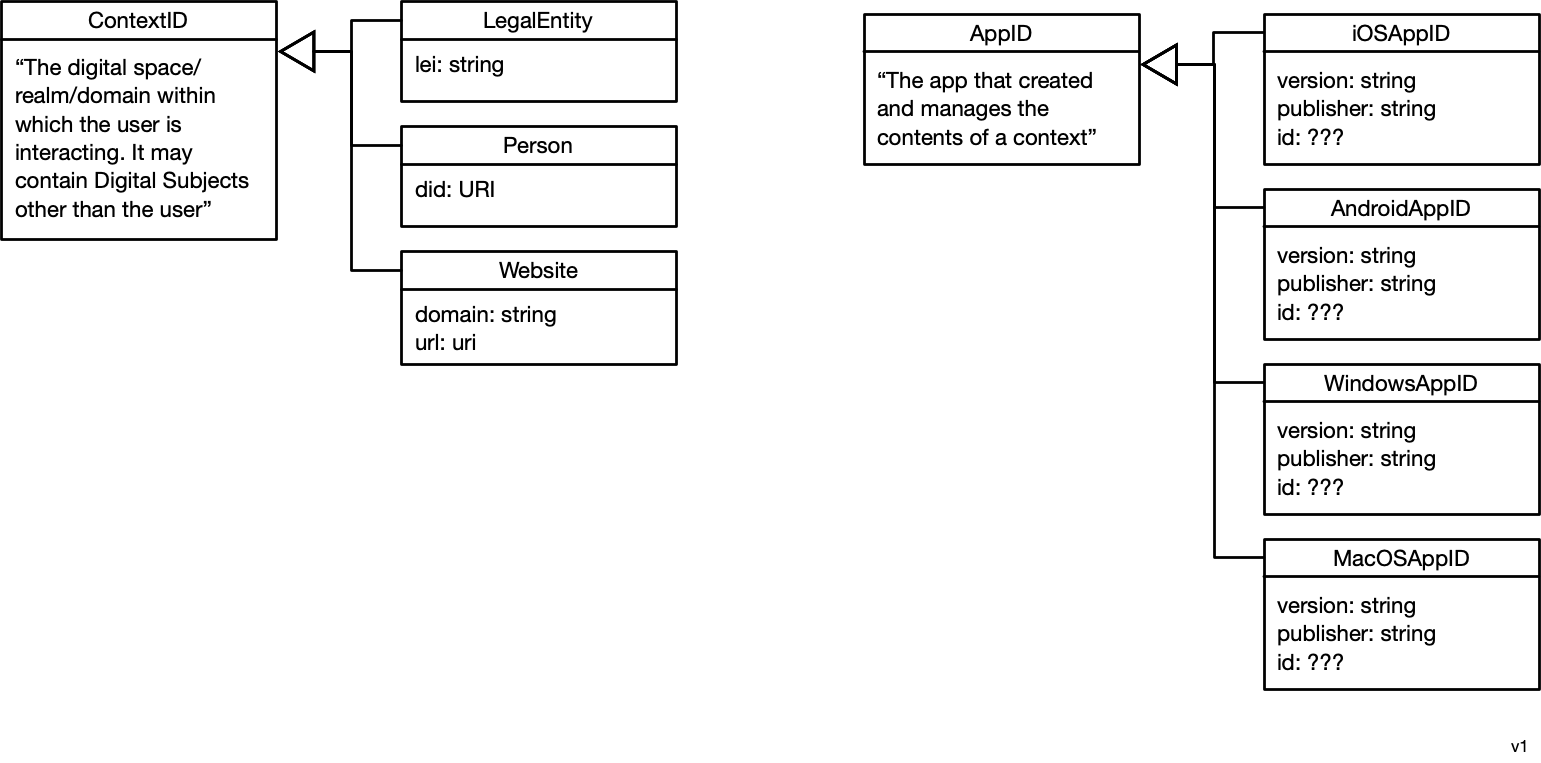 ContextID
“The digital space/
realm/domain within
which the user is
interacting. It may
contain Digital Subjects
other than the user”
LegalEntity
lei: string
Person
did: URI
Website
domain: string
url: uri
AppID
“The app that created
and manages the
contents of a context”
iOSAppID
version: string
publisher: string
id: ???
AndroidAppID
version: string
publisher: string
id: ???
WindowsAppID
version: string
publisher: string
id: ???
MacOSAppID
version: string
publisher: string
id: ???
v1